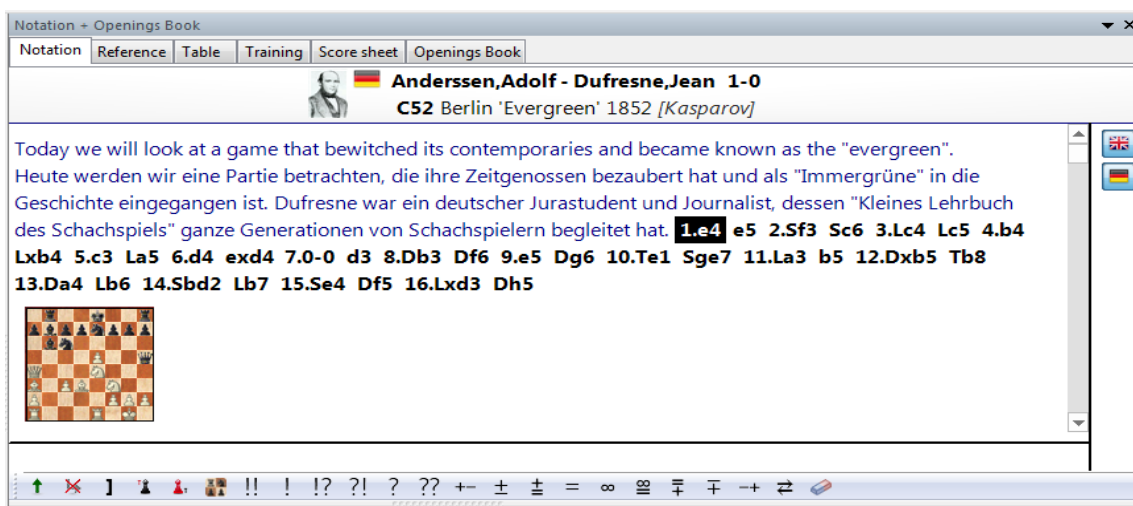 Notation + Openings Book
Notation Reference Table Training Score sheet Openings Book
Anderssen,Adolf - Dufresne,Jean 1-0
C52 Berlin 'Evergreen' 1852 [Kasparov]
Today we will look at a game that bewitched its contemporaries and became known as the "evergreen".
Heute werden wir eine Partie betrachten, die ihre Zeitgenossen bezaubert hat und als "Immergrüne" in die
Geschichte eingegangen ist. Dufresne war ein deutscher Jurastudent und Journalist, dessen "Kleines Lehrbuch
des Schachspiels" ganze Generationen von Schachspielern begleitet hat. 1.e4 e5 2.Sf3 Sc6 3.Lc4 Lc5 4.b4
Lxb4 5.c3 La5 6.d4 exd4 7.0-0 d3 8.Db3 Df6 9.e5 Dg6 10.Te1 Sge7 11.La3 b5 12.Dxb5 Tb8
13.Da4 Lb6 14.Sbd2 Lb7 15.Se4 Df5 16.Lxd3 Dh5
] !! ! !? ?! ? ?? +− ± ⩲ = ∞ ⯹ ⩱ ∓ −+ ⇄